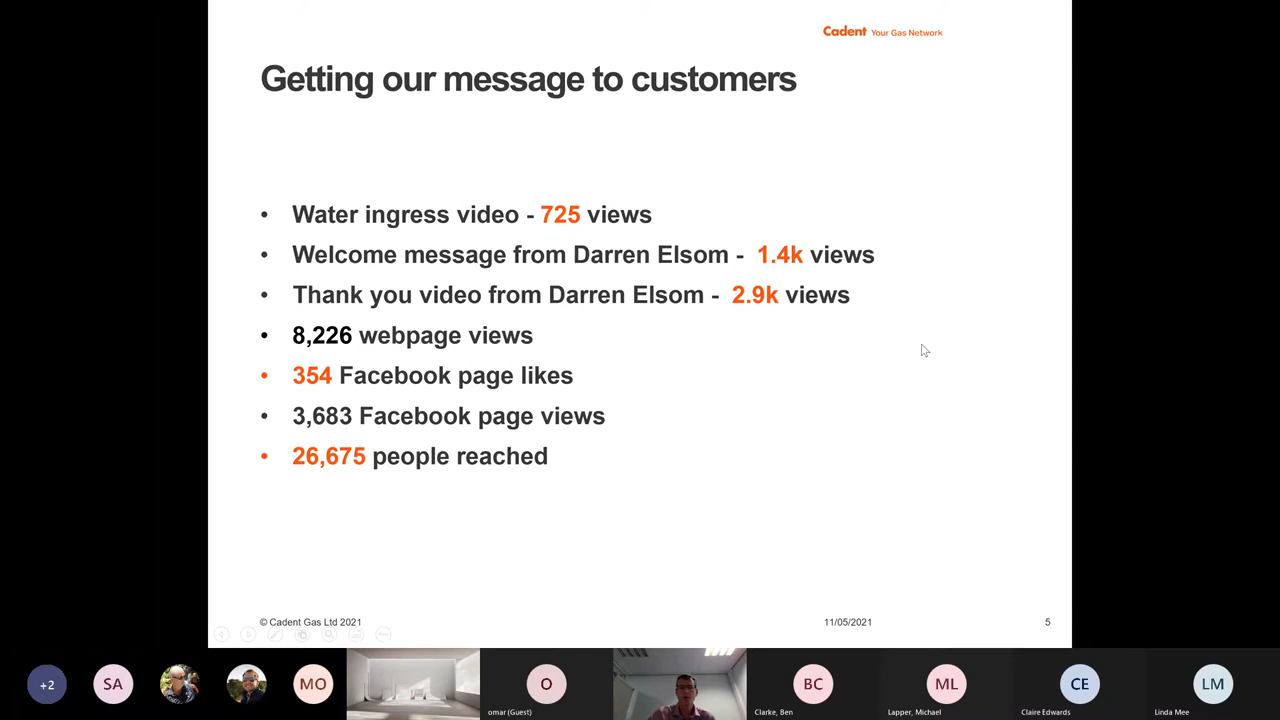 Cadent Your Gas Network
Getting our message to customers
• Water ingress video - 725 views
• Welcome message from Darren Elsom - 1.4k views
• Thank you video from Darren Elsom - 2.9k views
• 8,226 webpage views
• 354 Facebook page likes
• 3,683 Facebook page views
• 26,675 people reached
© Cadent Gas Ltd 2021 11/05/2021 5
+2 SA MO O BC ML CE LM
omar (Guest) Clarke, Ben Lapper, Michael Claire Edwards Linda Mee